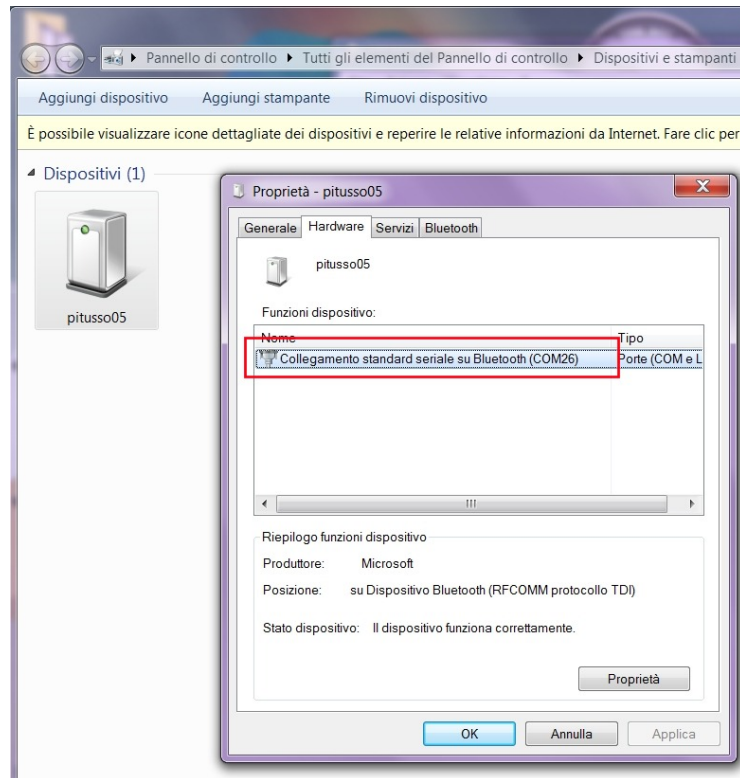 Pannello di controllo Tutti gli elementi del Pannello di controllo Dispositivi e stampanti
Aggiungi dispositivo Aggiungi stampante Rimuovi dispositivo
È possibile visualizzare icone dettagliate dei dispositivi e reperire le relative informazioni da Internet. Fare clic per
Dispositivi (1)
pitusso05
Proprietà - pitusso05
Generale Hardware Servizi Bluetooth
pitusso05
Funzioni dispositivo:
Nome Tipo
Collegamento standard seriale su Bluetooth (COM26) Porte (COM e L
Riepilogo funzioni dispositivo
Produttore: Microsoft
Posizione: su Dispositivo Bluetooth (RFCOMM protocollo TDI)
Stato dispositivo: Il dispositivo funziona correttamente.
Proprietà
OK Annulla Applica